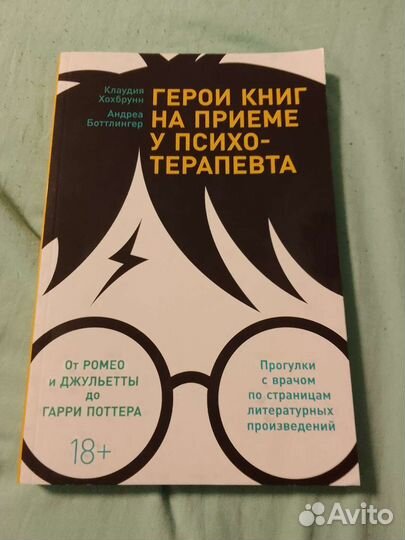 Клаудия
Хохбрунн
Андреа
Боттлингер
ГЕРОИ КНИГ
НА ПРИЕМЕ
У ПСИХО-
ТЕРАПЕВТА
От РОМЕО
и ДЖУЛЬЕТТЫ
до
ГАРРИ ПОТТЕРА
18+
Прогулки
с врачом
по страницам
литературных
произведений
Avito